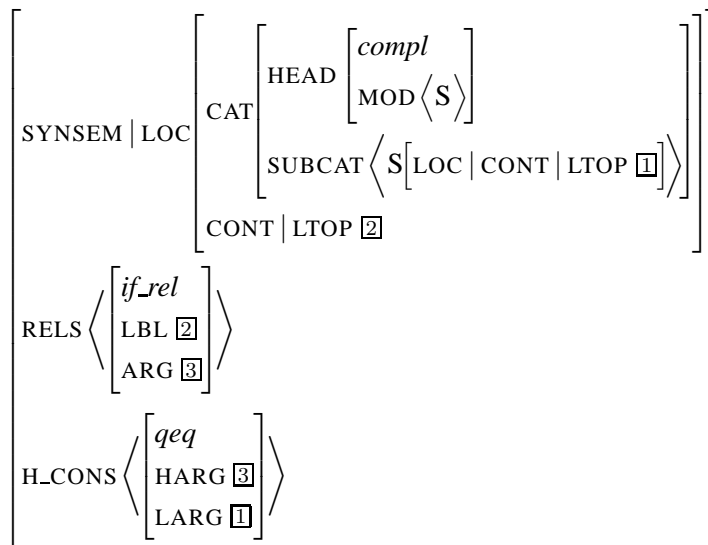 compl
HEAD
MOD ⟨S⟩
CAT
SYNSEM | LOC
SUBCAT ⟨S[LOC | CONT | LTOP 1]⟩
CONT | LTOP 2
if_rel
RELS ⟨ LBL 2 ⟩
ARG 3
qeq
H_CONS ⟨ HARG 3 ⟩
LARG 1